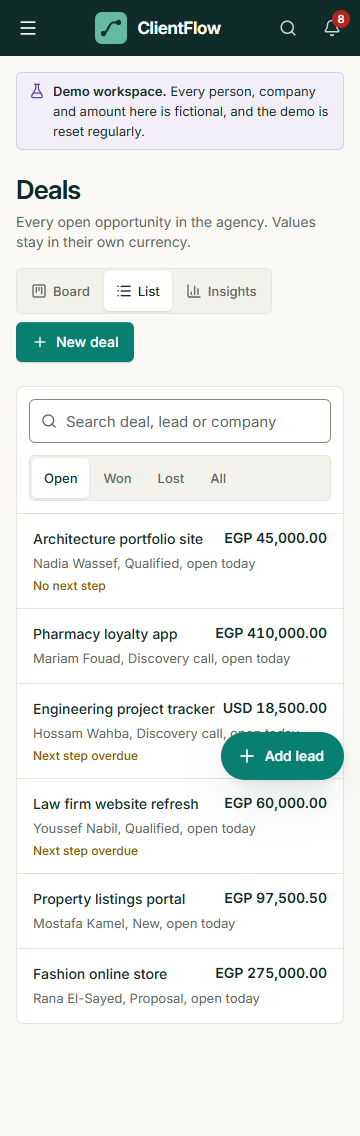 ClientFlow
8
Demo workspace. Every person, company
and amount here is fictional, and the demo is
reset regularly.
Deals
Every open opportunity in the agency. Values
stay in their own currency.
Board List Insights
New deal
Search deal, lead or company
Open Won Lost All
Architecture portfolio site EGP 45,000.00
Nadia Wassef, Qualified, open today
No next step
Pharmacy loyalty app EGP 410,000.00
Mariam Fouad, Discovery call, open today
Engineering project tracker USD 18,500.00
Hossam Wahba, Discovery call, open today
Next step overdue
Add lead
Law firm website refresh EGP 60,000.00
Youssef Nabil, Qualified, open today
Next step overdue
Property listings portal EGP 97,500.50
Mostafa Kamel, New, open today
Fashion online store EGP 275,000.00
Rana El-Sayed, Proposal, open today